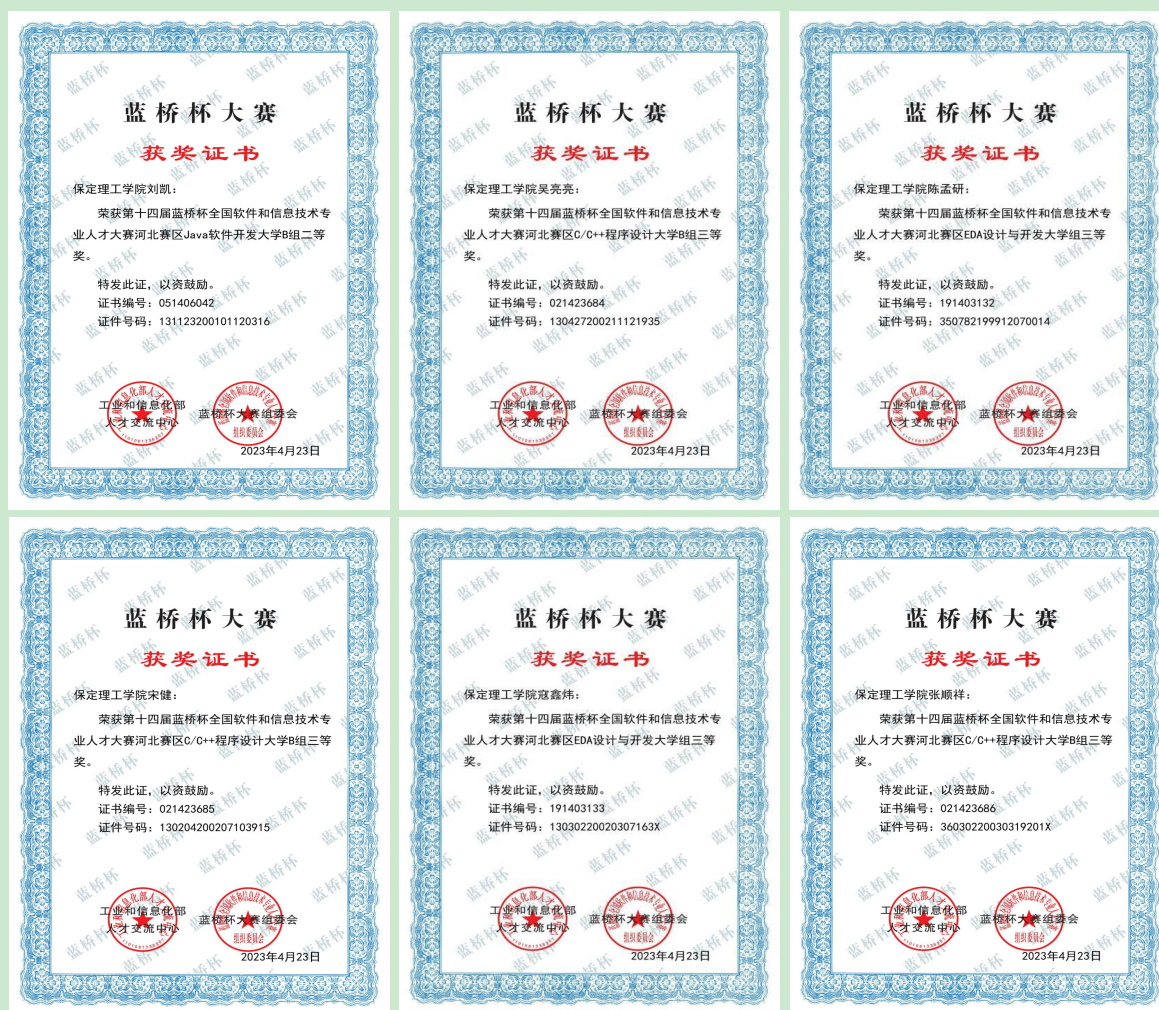 蓝桥杯大赛
获奖证书
保定理工学院刘凯：
荣获第十四届蓝桥杯全国软件和信息技术专
业人才大赛河北赛区Java软件开发大学B组二等
奖。
特发此证，以资鼓励。
证书编号：051406042
证件号码：131123200101120316
工业和信息化部
人才交流中心
蓝桥杯大赛组委会
2023年4月23日
蓝桥杯大赛
获奖证书
保定理工学院吴亮亮：
荣获第十四届蓝桥杯全国软件和信息技术专
业人才大赛河北赛区C/C++程序设计大学B组三等
奖。
特发此证，以资鼓励。
证书编号：021423684
证件号码：130427200211121935
工业和信息化部
人才交流中心
蓝桥杯大赛组委会
2023年4月23日
蓝桥杯大赛
获奖证书
保定理工学院陈孟研：
荣获第十四届蓝桥杯全国软件和信息技术专
业人才大赛河北赛区EDA设计与开发大学组三等
奖。
特发此证，以资鼓励。
证书编号：191403132
证件号码：350782199912070014
工业和信息化部
人才交流中心
蓝桥杯大赛组委会
2023年4月23日
蓝桥杯大赛
获奖证书
保定理工学院宋健：
荣获第十四届蓝桥杯全国软件和信息技术专
业人才大赛河北赛区C/C++程序设计大学B组三等
奖。
特发此证，以资鼓励。
证书编号：021423685
证件号码：130204200207103915
工业和信息化部
人才交流中心
蓝桥杯大赛组委会
2023年4月23日
蓝桥杯大赛
获奖证书
保定理工学院寇鑫炜：
荣获第十四届蓝桥杯全国软件和信息技术专
业人才大赛河北赛区EDA设计与开发大学组三等
奖。
特发此证，以资鼓励。
证书编号：191403133
证件号码：13030220020307163X
工业和信息化部
人才交流中心
蓝桥杯大赛组委会
2023年4月23日
蓝桥杯大赛
获奖证书
保定理工学院张顺祥：
荣获第十四届蓝桥杯全国软件和信息技术专
业人才大赛河北赛区C/C++程序设计大学B组三等
奖。
特发此证，以资鼓励。
证书编号：021423686
证件号码：36030220030319201X
工业和信息化部
人才交流中心
蓝桥杯大赛组委会
2023年4月23日